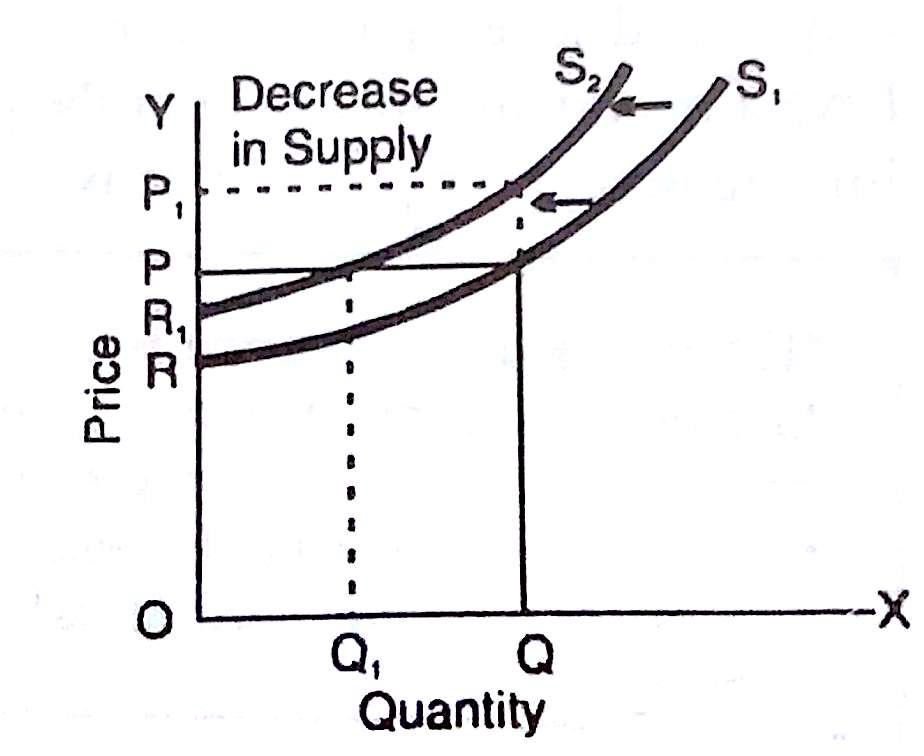 S₂
S₁
Y
Decrease
in Supply
P₁
P
R₁
R
Price
O
X
Q₁
Q
Quantity